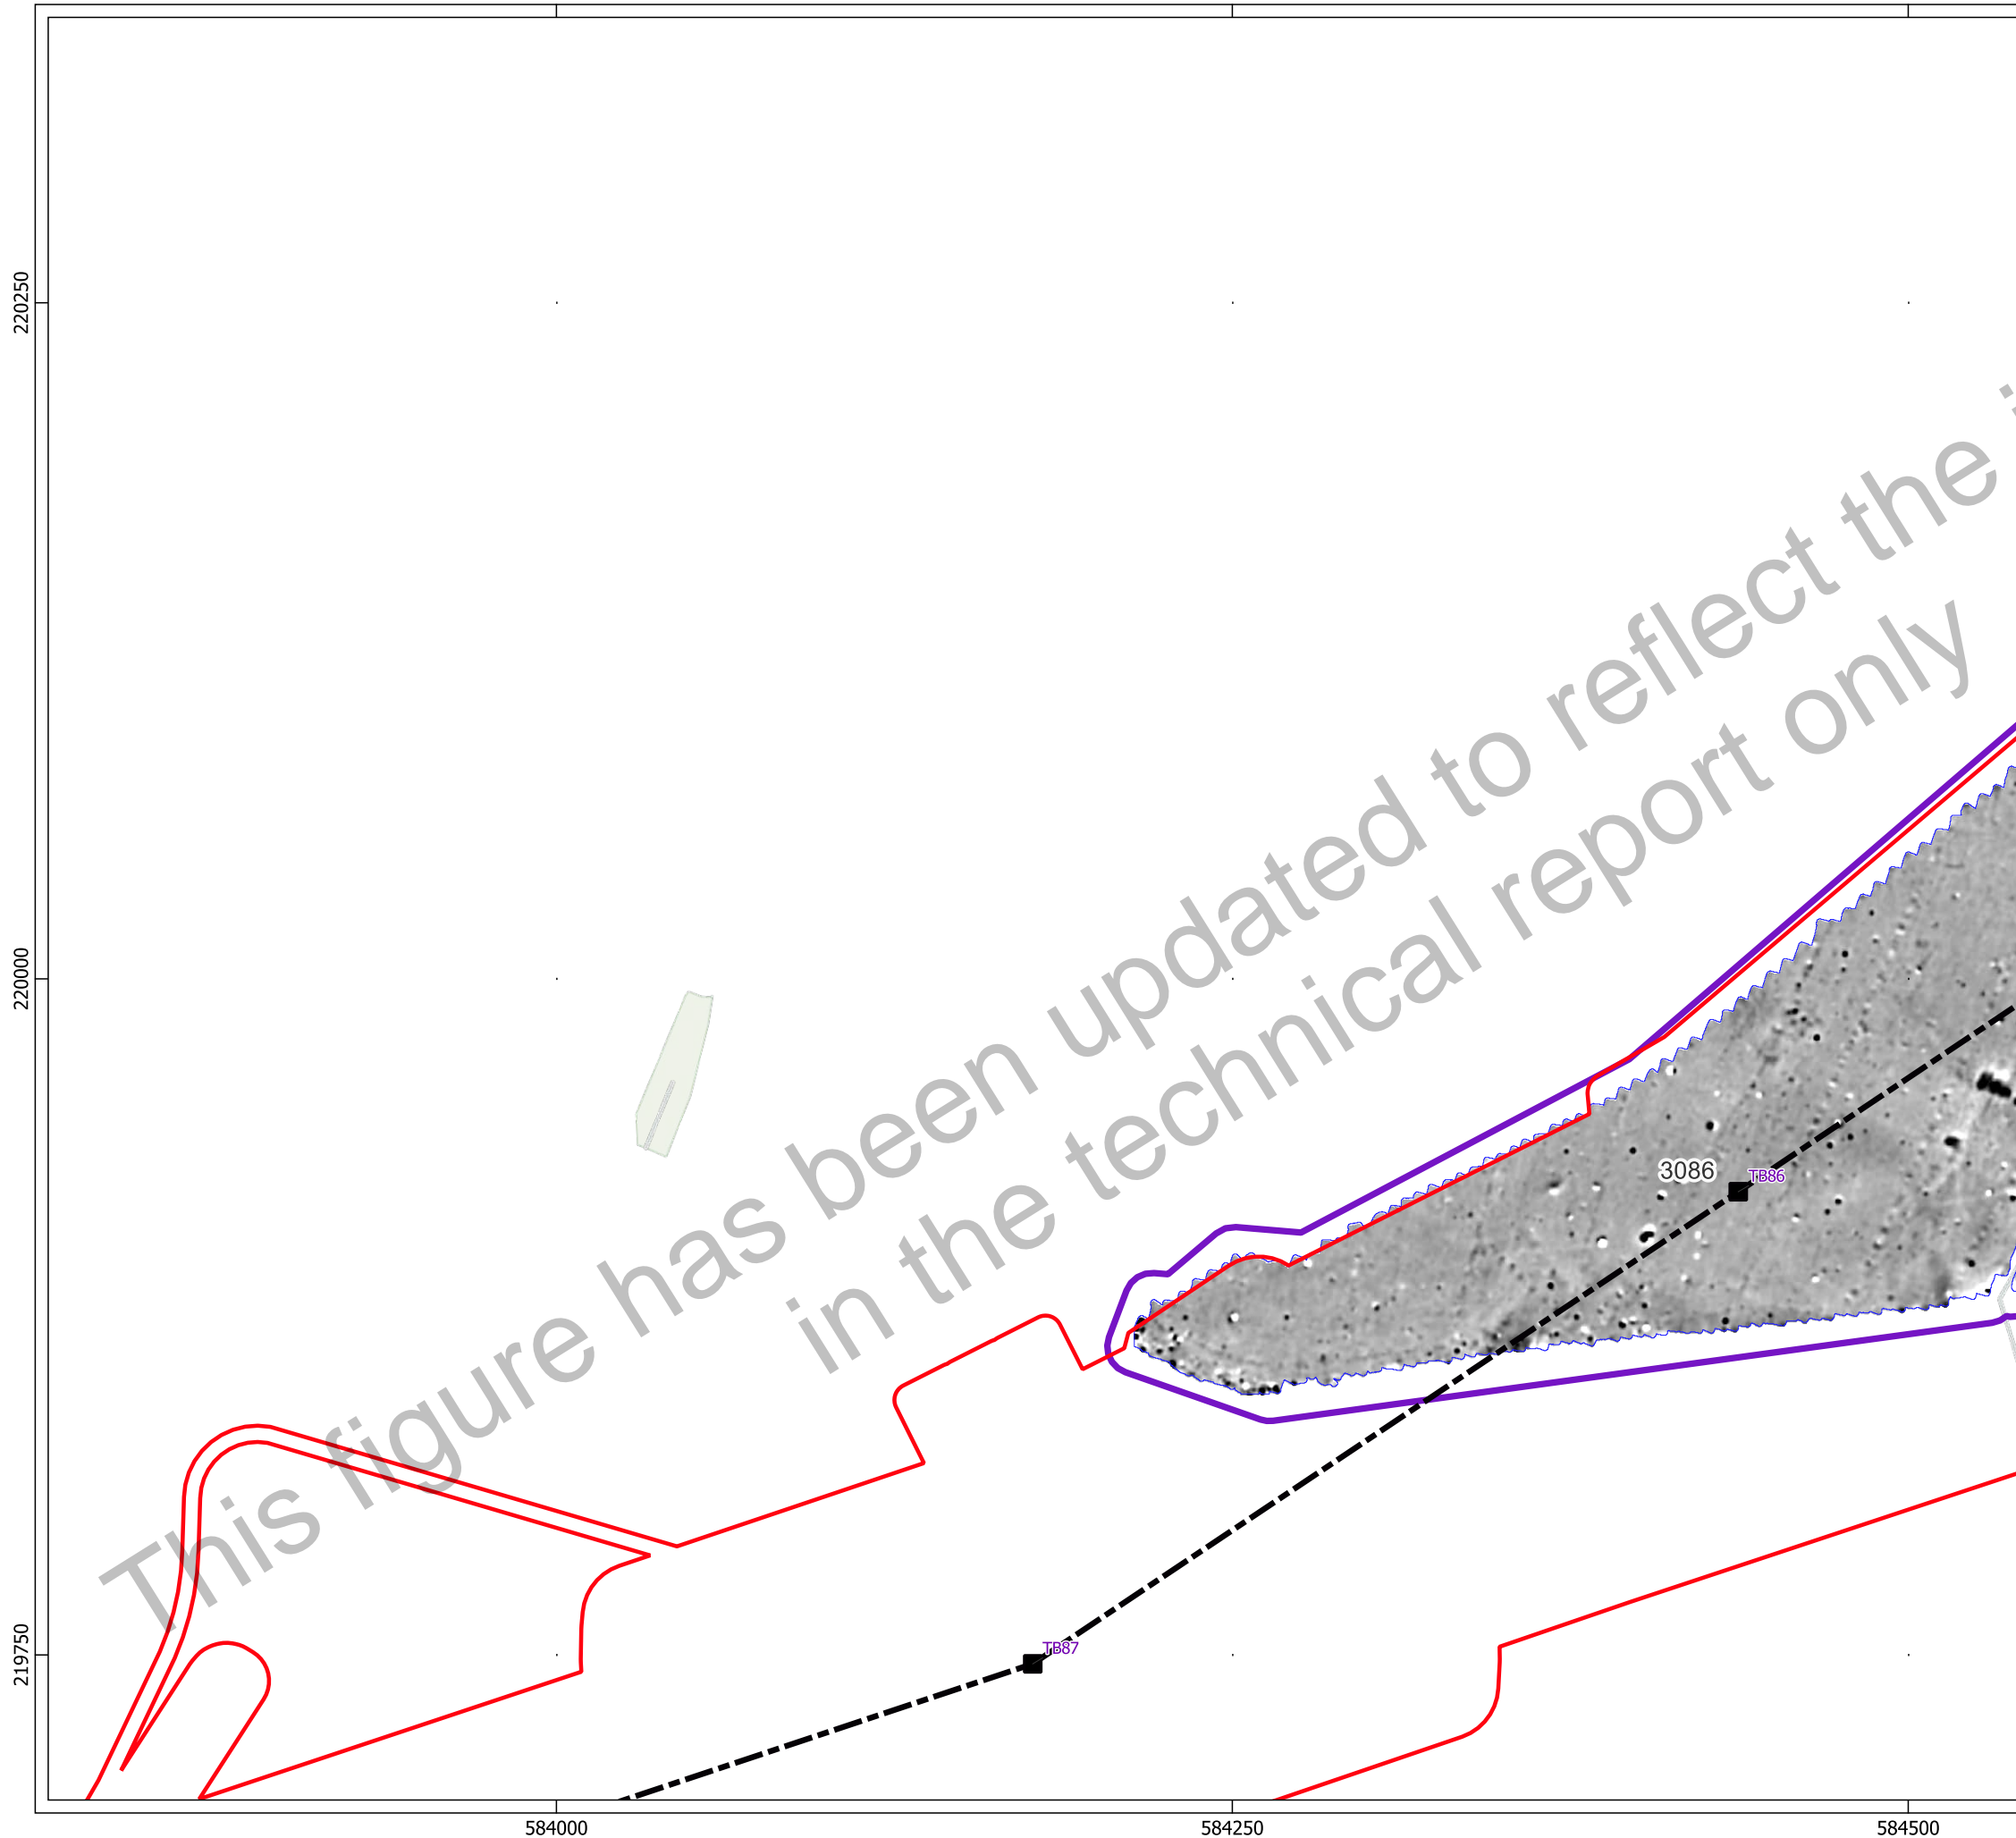 This figure has been updated to reflect the
in the technical report only
220250
220000
219750
3086
TB86
TB87
584000
584250
584500